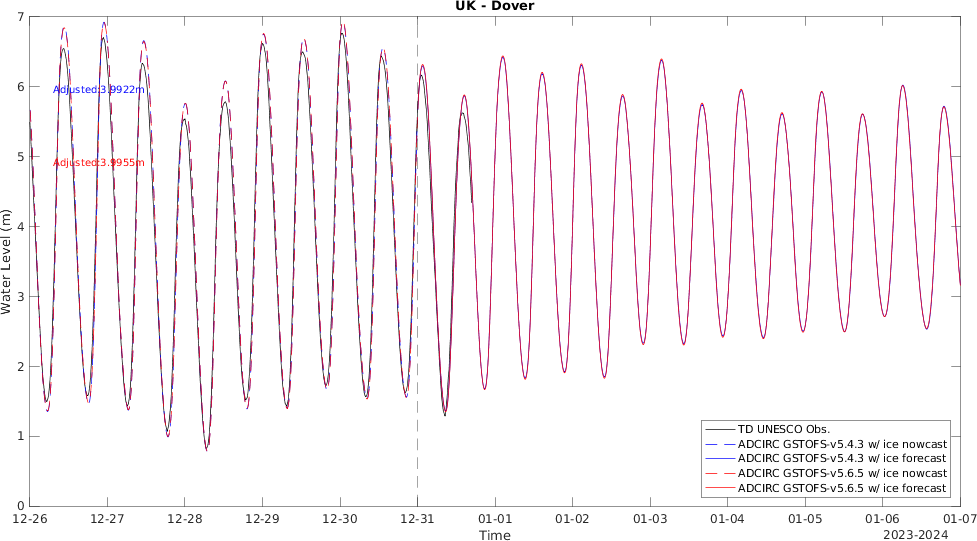 UK - Dover
7
6
5
4
3
2
1
0
Water Level (m)
Adjusted:3.9922m
Adjusted:3.9955m
TD UNESCO Obs.
ADCIRC GSTOFS-v5.4.3 w/ ice nowcast
ADCIRC GSTOFS-v5.4.3 w/ ice forecast
ADCIRC GSTOFS-v5.6.5 w/ ice nowcast
ADCIRC GSTOFS-v5.6.5 w/ ice forecast
12-26 12-27 12-28 12-29 12-30 12-31 01-01 01-02 01-03 01-04 01-05 01-06 01-07
Time
2023-2024